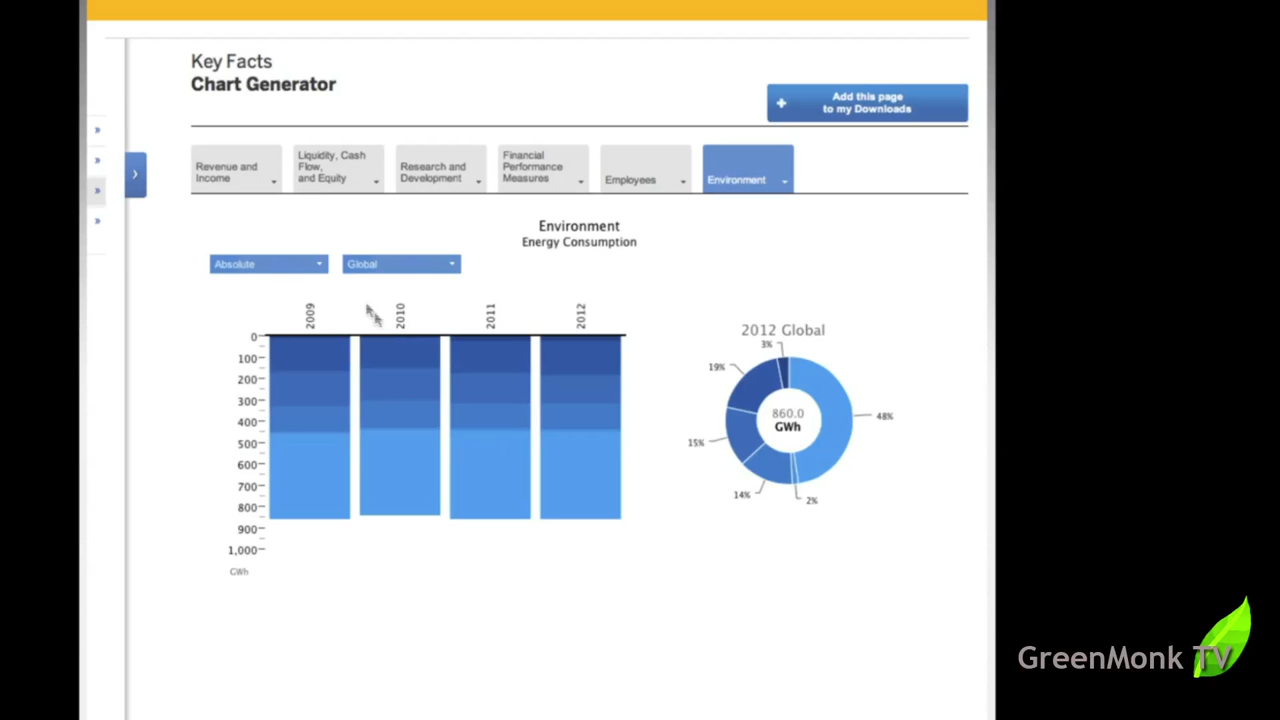 Key Facts
Chart Generator
Add this page
to my Downloads
Revenue and
Income
Liquidity, Cash
Flow,
and Equity
Research and
Development
Financial
Performance
Measures
Employees
Environment
Environment
Energy Consumption
Absolute
Global
2009
2010
2011
2012
0
100
200
300
400
500
600
700
800
900
1,000
GWh
2012 Global
3%
19%
48%
15%
14%
2%
860.0
GWh
GreenMonk TV